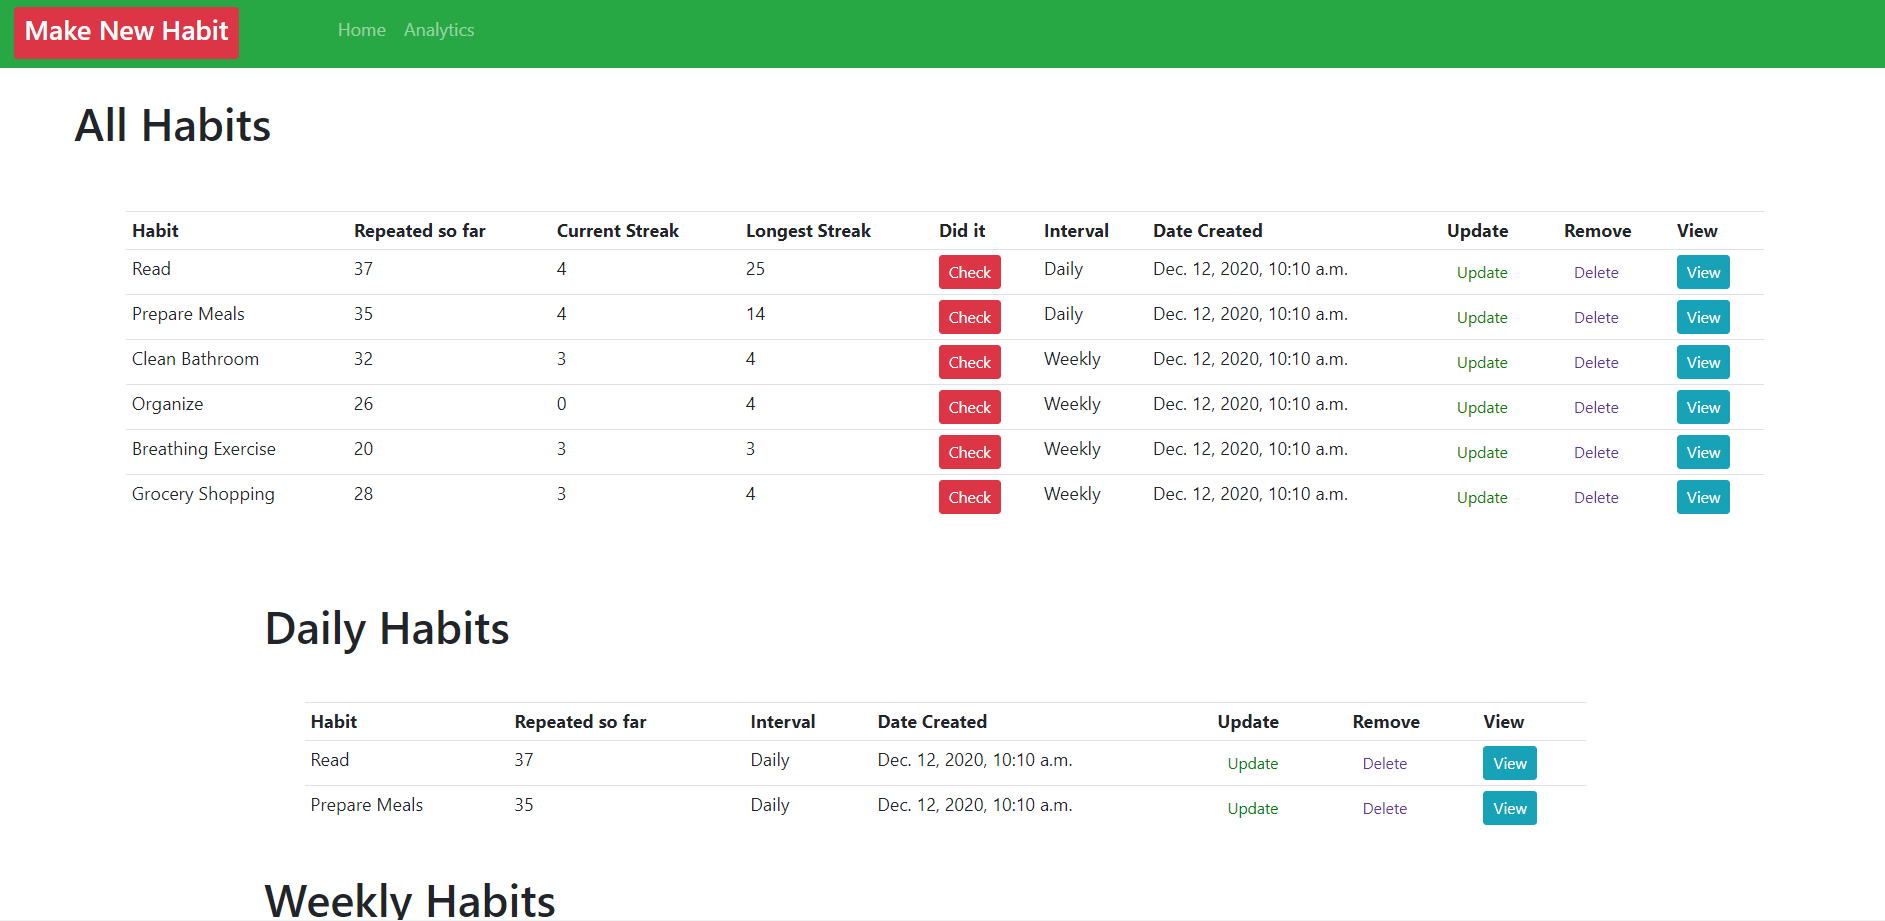 Make New Habit Home Analytics
All Habits
Habit Repeated so far Current Streak Longest Streak Did it Interval Date Created Update Remove View
Read 37 4 25 Check Daily Dec. 12, 2020, 10:10 a.m. Update Delete View
Prepare Meals 35 4 14 Check Daily Dec. 12, 2020, 10:10 a.m. Update Delete View
Clean Bathroom 32 3 4 Check Weekly Dec. 12, 2020, 10:10 a.m. Update Delete View
Organize 26 0 4 Check Weekly Dec. 12, 2020, 10:10 a.m. Update Delete View
Breathing Exercise 20 3 3 Check Weekly Dec. 12, 2020, 10:10 a.m. Update Delete View
Grocery Shopping 28 3 4 Check Weekly Dec. 12, 2020, 10:10 a.m. Update Delete View
Daily Habits
Habit Repeated so far Interval Date Created Update Remove View
Read 37 Daily Dec. 12, 2020, 10:10 a.m. Update Delete View
Prepare Meals 35 Daily Dec. 12, 2020, 10:10 a.m. Update Delete View
Weekly Habits